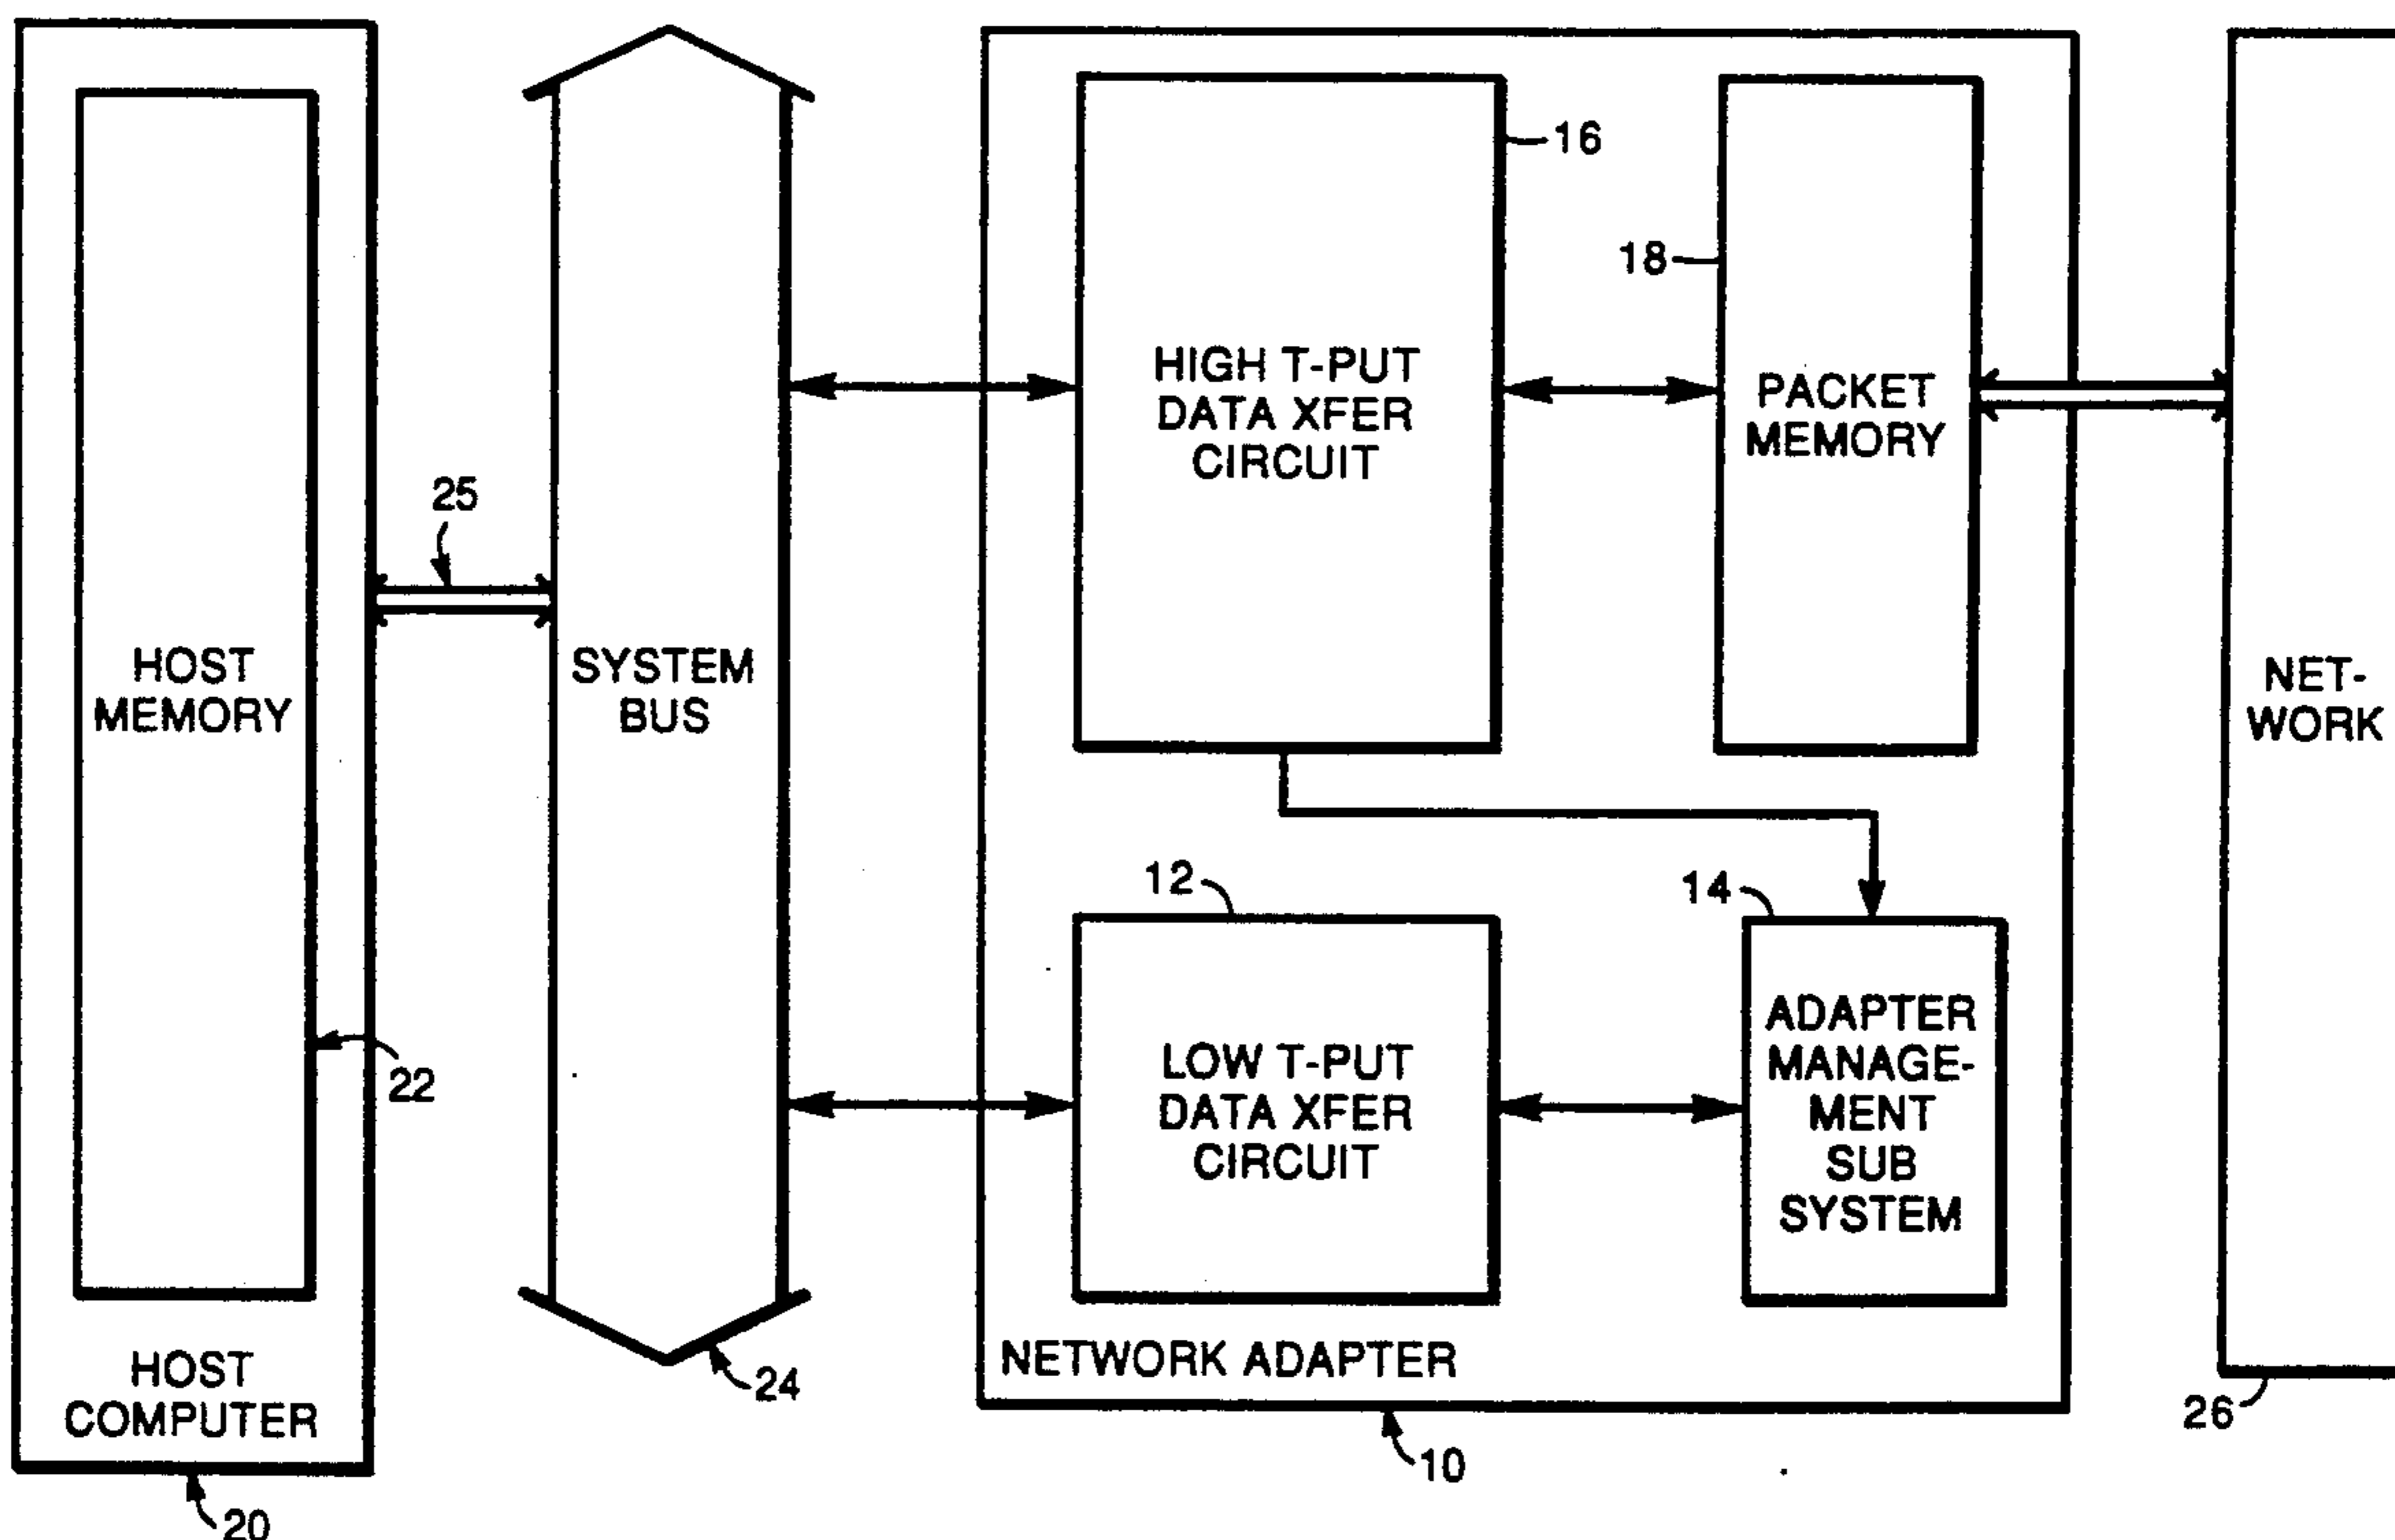 16
18
HIGH T-PUT
DATA XFER
CIRCUIT
PACKET
MEMORY
25
HOST
MEMORY
SYSTEM
BUS
NET-
WORK
12
14
22
LOW T-PUT
DATA XFER
CIRCUIT
ADAPTER
MANAGE-
MENT
SUB
SYSTEM
HOST
COMPUTER
24
NETWORK ADAPTER
26
10
20